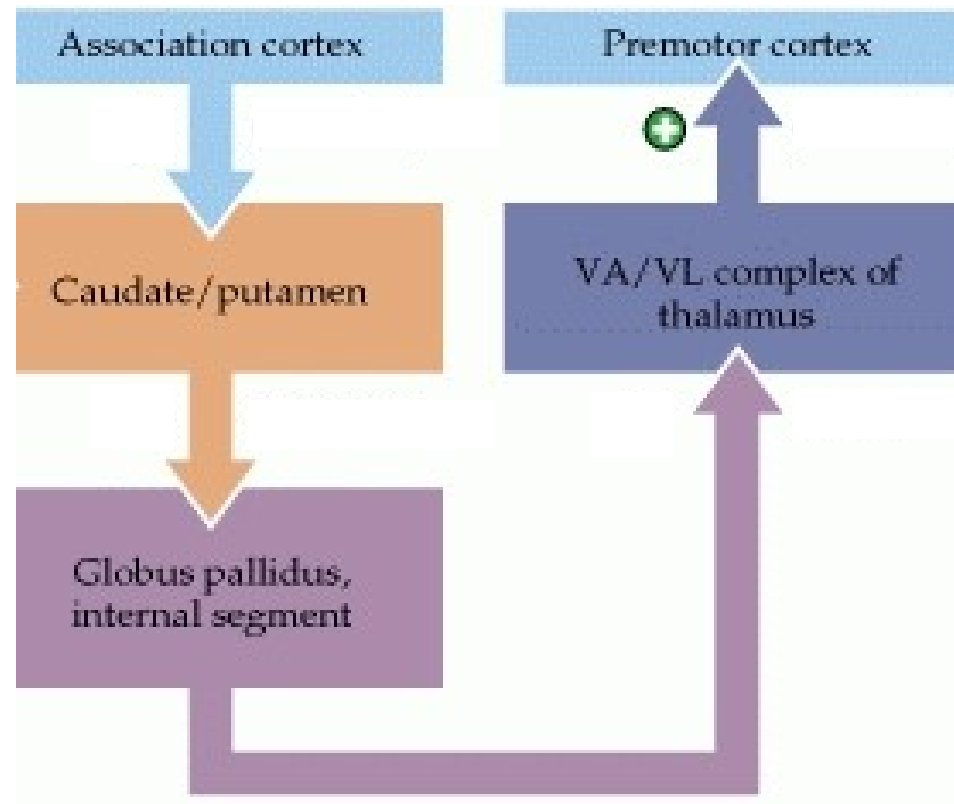 Association cortex
Premotor cortex
Caudate/putamen
VA/VL complex of
thalamus
Globus pallidus,
internal segment